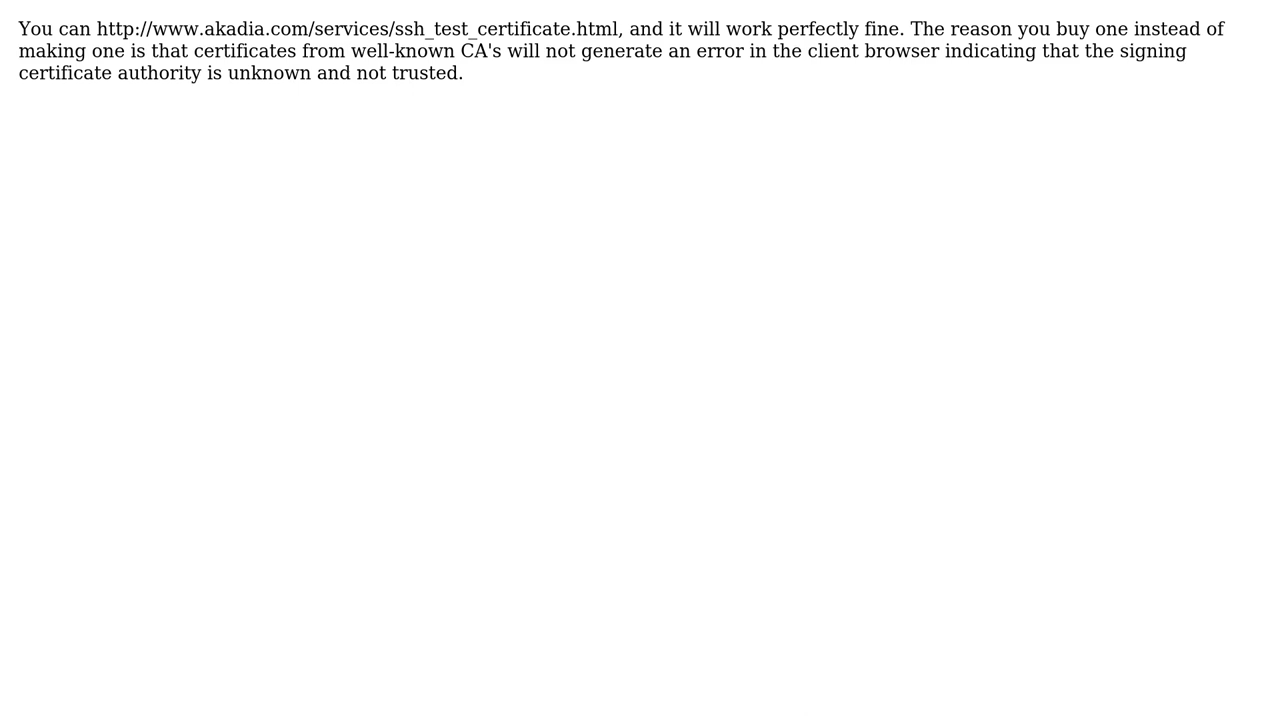 You can http://www.akadia.com/services/ssh_test_certificate.html, and it will work perfectly fine. The reason you buy one instead of
making one is that certificates from well-known CA's will not generate an error in the client browser indicating that the signing
certificate authority is unknown and not trusted.